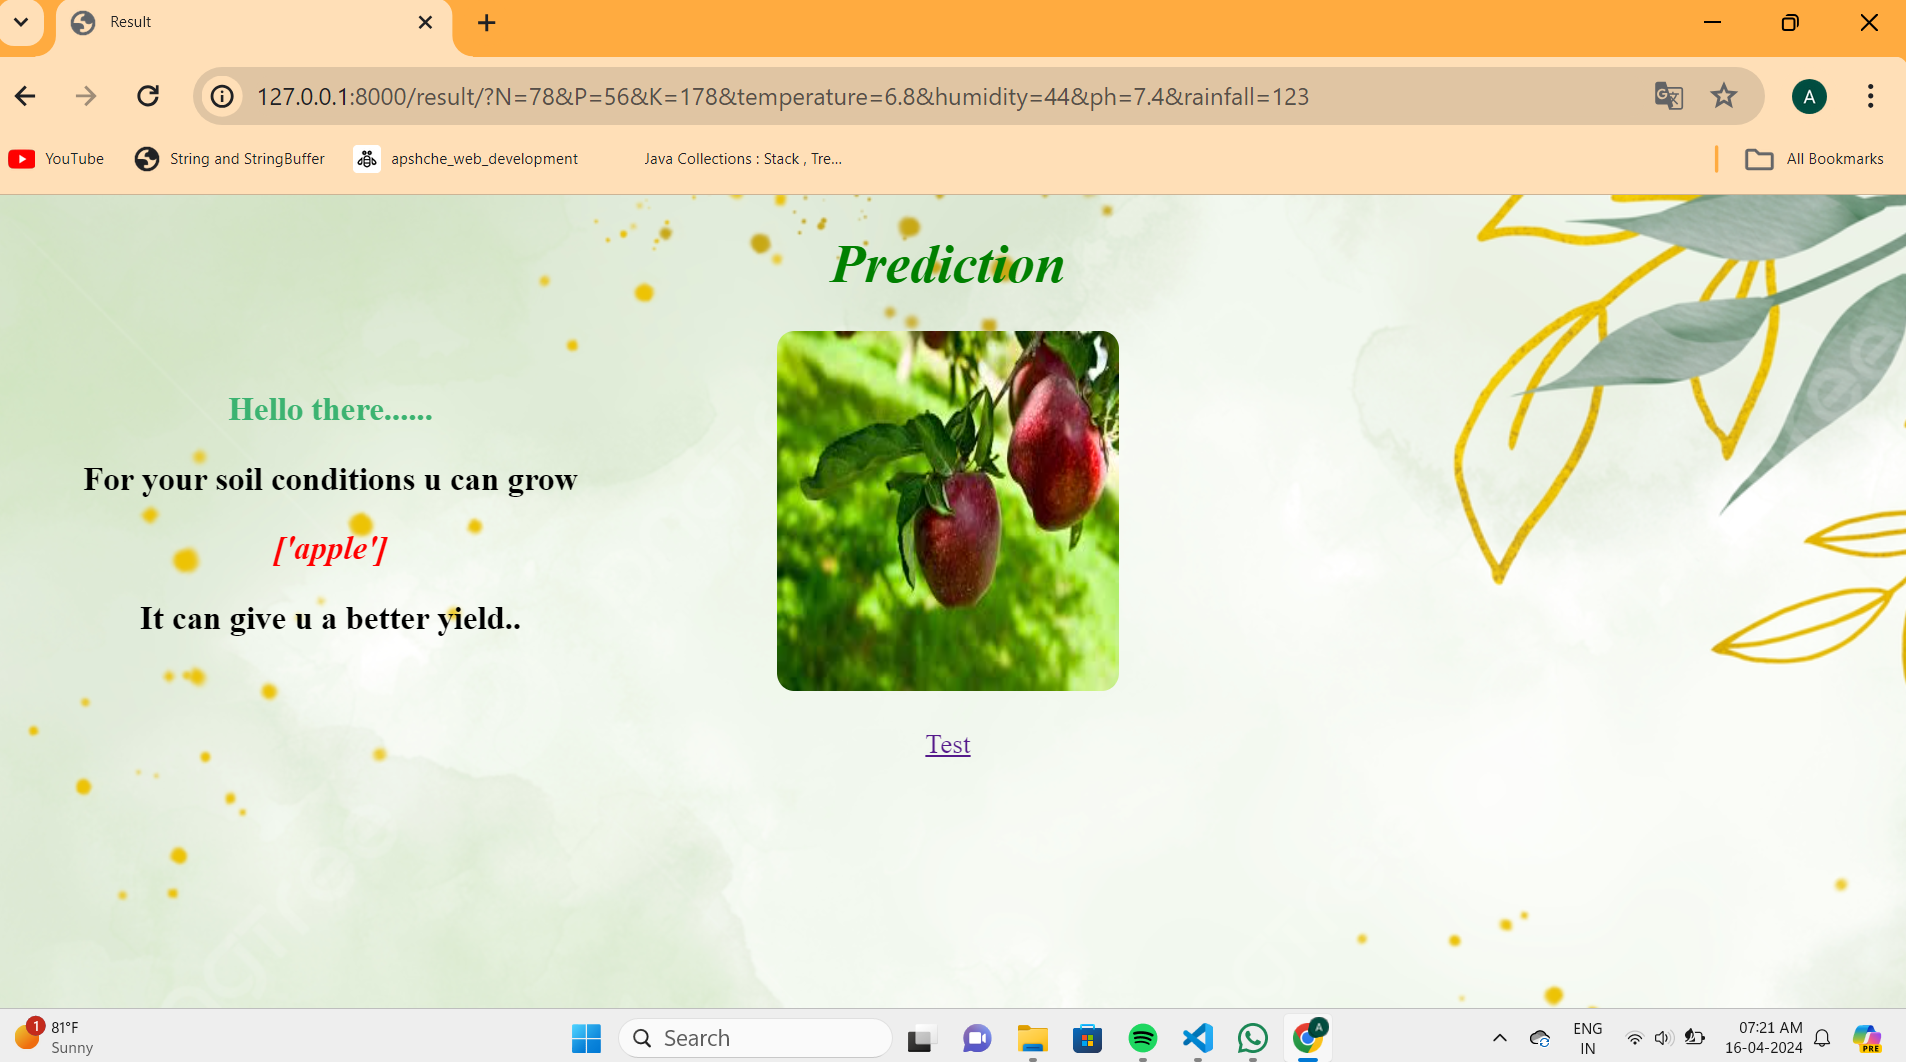 Result
127.0.0.1:8000/result/?N=78&P=56&K=178&temperature=6.8&humidity=44&ph=7.4&rainfall=123
A
YouTube
String and StringBuffer
apshche_web_development
Java Collections : Stack , Tre...
All Bookmarks
Prediction
Hello there......
For your soil conditions u can grow
['apple']
It can give u a better yield..
Test
1
81°F
Sunny
Search
A
ENG
IN
07:21 AM
16-04-2024
PRE